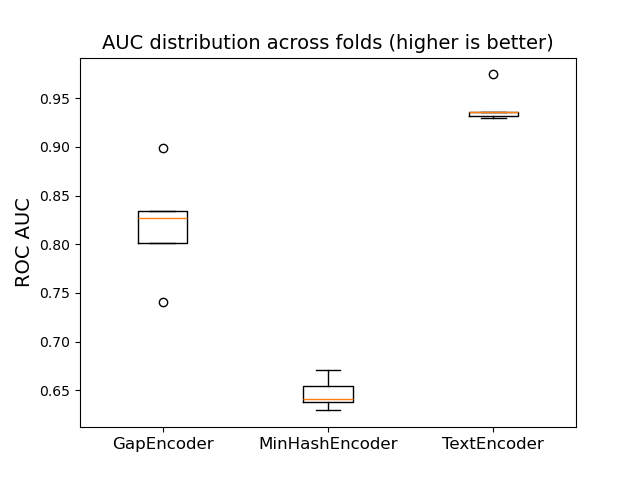 AUC distribution across folds (higher is better)
ROC AUC
0.95
0.90
0.85
0.80
0.75
0.70
0.65
GapEncoder MinHashEncoder TextEncoder